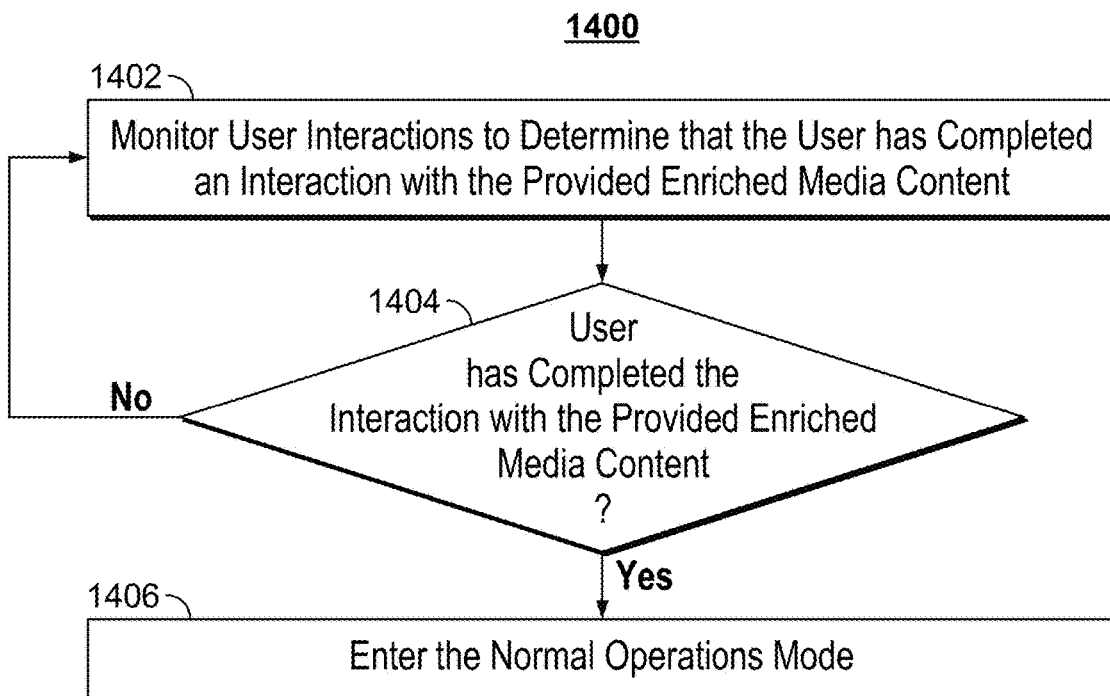 1400
1402
Monitor User Interactions to Determine that the User has Completed
an Interaction with the Provided Enriched Media Content
1404
User
has Completed the
Interaction with the Provided Enriched
Media Content
?
No
Yes
1406
Enter the Normal Operations Mode